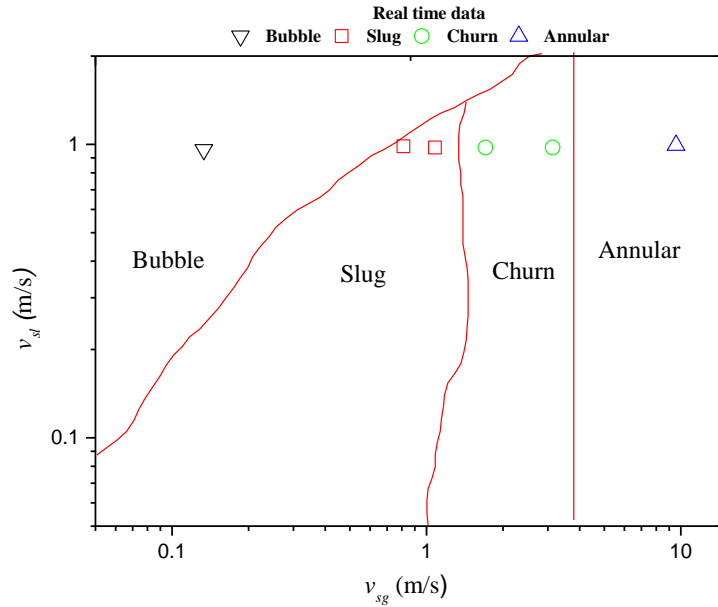 Real time data
Bubble Slug Churn Annular
1
Bubble
Slug
Churn
Annular
v_sl (m/s)
0.1
0.1 1 10
v_sg (m/s)